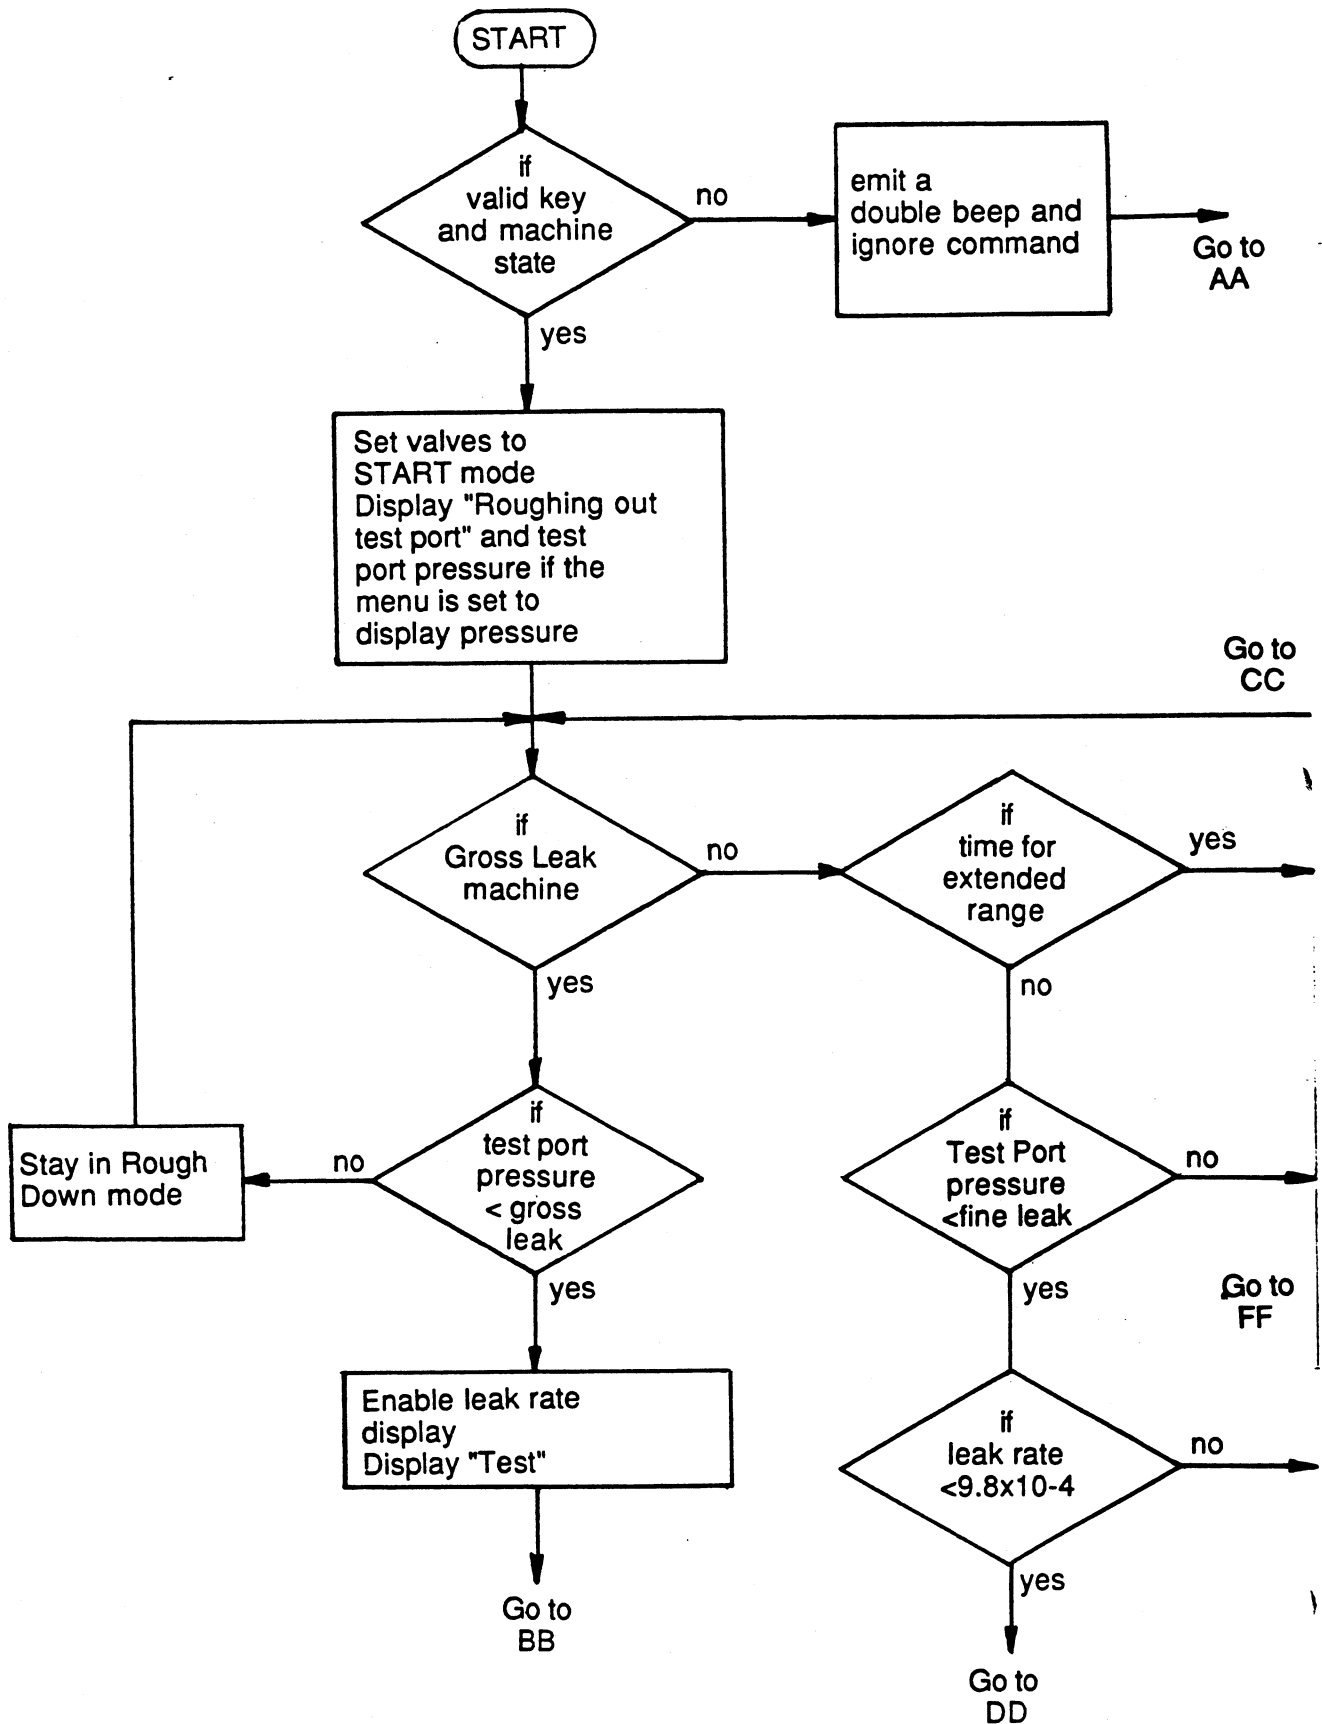 START
if
valid key
and machine
state
no
emit a
double beep and
ignore command
Go to
AA
yes
Set valves to
START mode
Display "Roughing out
test port" and test
port pressure if the
menu is set to
display pressure
Go to
CC
if
Gross Leak
machine
no
if
time for
extended
range
yes
yes
no
if
test port
pressure
< gross
leak
no
Stay in Rough
Down mode
if
Test Port
pressure
<fine leak
no
yes
yes
Go to
FF
Enable leak rate
display
Display "Test"
if
leak rate
<9.8x10-4
no
yes
Go to
BB
Go to
DD